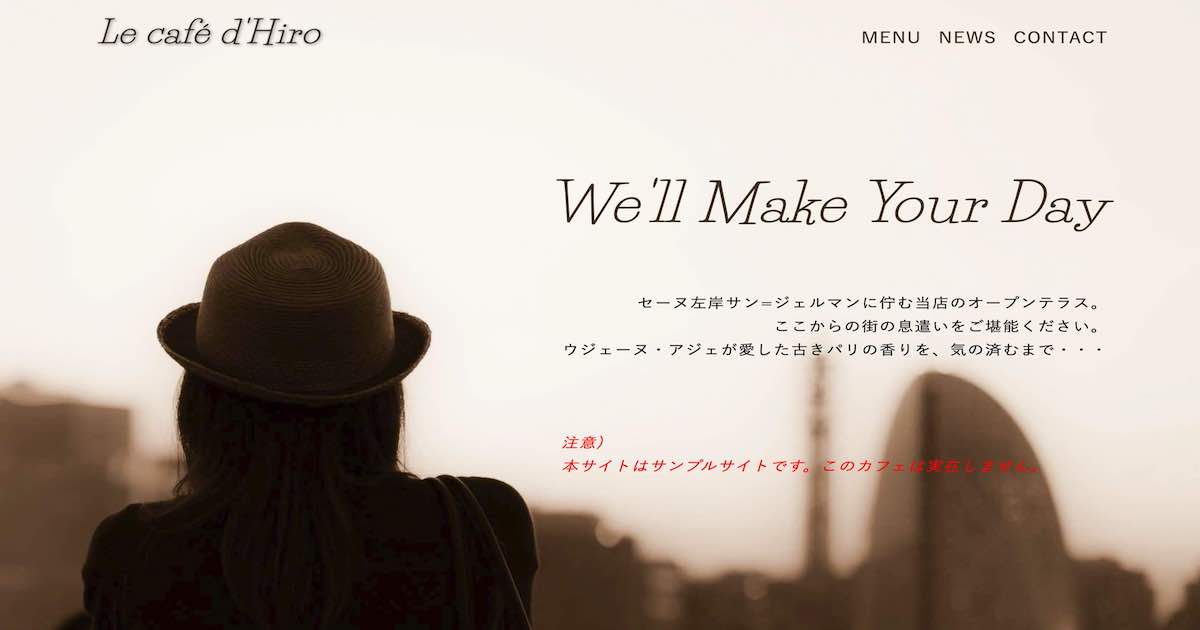 Le café d'Hiro
MENU NEWS CONTACT
We'll Make Your Day
セーヌ左岸サン=ジェルマンに佇む当店のオープンテラス。
ここからの街の息遣いをご堪能ください。
ウジェーヌ・アジェが愛した古きパリの香りを、気の済むまで・・・
注意）
本サイトはサンプルサイトです。このカフェは実在しません。